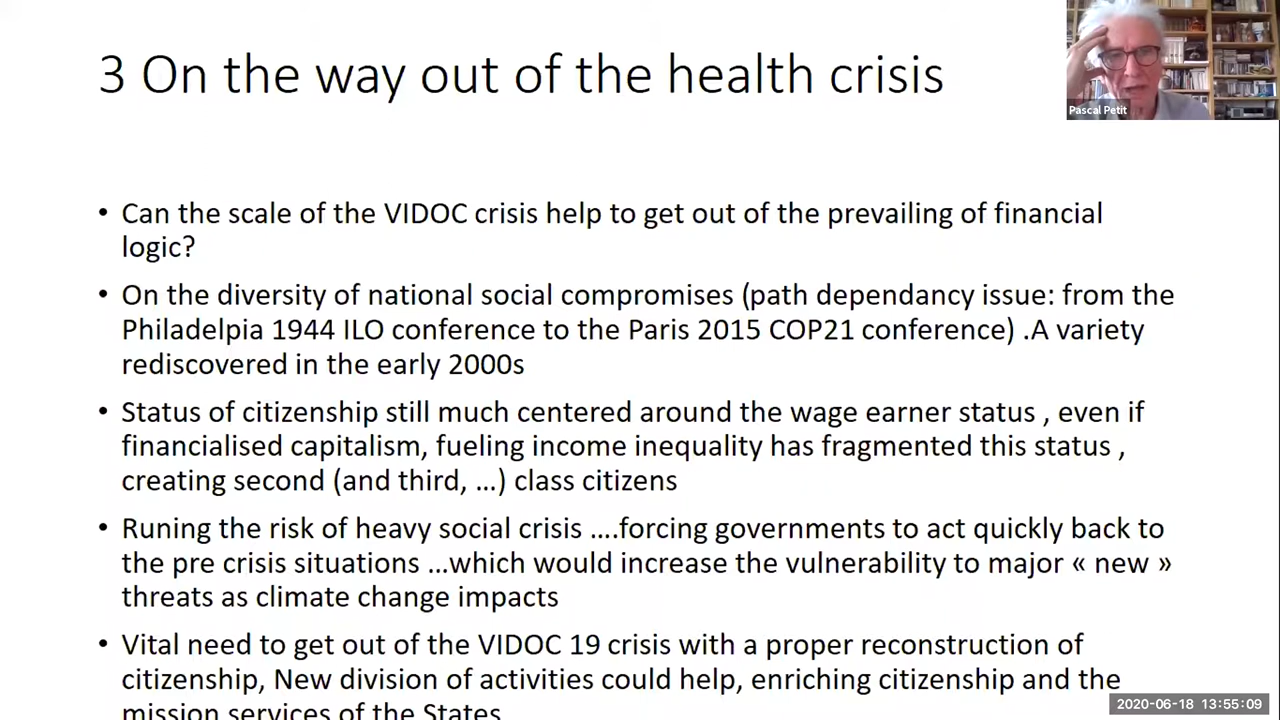 3 On the way out of the health crisis
Pascal Petit
• Can the scale of the VIDOC crisis help to get out of the prevailing of financial
logic?
• On the diversity of national social compromises (path dependancy issue: from the
Philadelpia 1944 ILO conference to the Paris 2015 COP21 conference) .A variety
rediscovered in the early 2000s
• Status of citizenship still much centered around the wage earner status , even if
financialised capitalism, fueling income inequality has fragmented this status ,
creating second (and third, ...) class citizens
• Runing the risk of heavy social crisis ....forcing governments to act quickly back to
the pre crisis situations ...which would increase the vulnerability to major « new »
threats as climate change impacts
• Vital need to get out of the VIDOC 19 crisis with a proper reconstruction of
citizenship, New division of activities could help, enriching citizenship and the
mission services of the States
2020-06-18 13:55:09